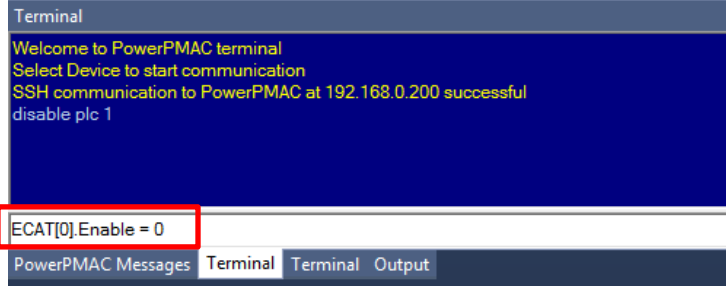 Terminal
Welcome to PowerPMAC terminal
Select Device to start communication
SSH communication to PowerPMAC at 192.168.0.200 successful
disable plc 1
ECAT[0].Enable = 0
PowerPMAC Messages Terminal Terminal Output